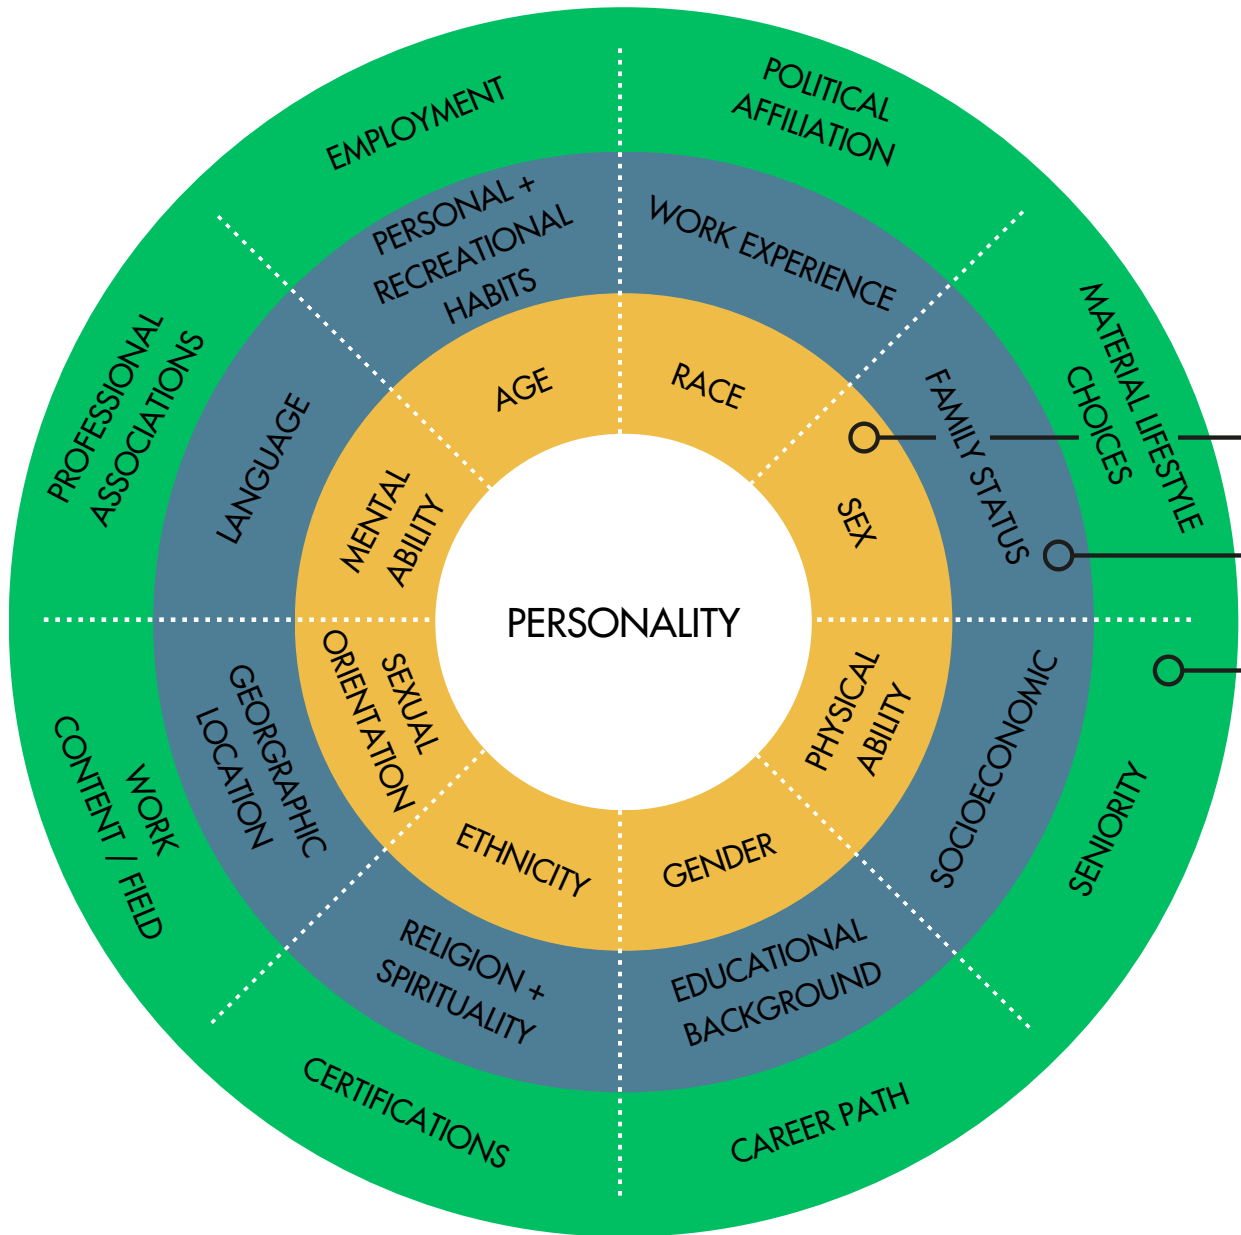 EMPLOYMENT
POLITICAL
AFFILIATION
MATERIAL LIFESTYLE
CHOICES
SENIORITY
CAREER PATH
CERTIFICATIONS
WORK
CONTENT / FIELD
PROFESSIONAL
ASSOCIATIONS
PERSONAL +
RECREATIONAL
HABITS
WORK EXPERIENCE
FAMILY STATUS
SOCIOECONOMIC
EDUCATIONAL
BACKGROUND
RELIGION +
SPIRITUALITY
GEORGRAPHIC
LOCATION
LANGUAGE
AGE
RACE
SEX
PHYSICAL
ABILITY
GENDER
ETHNICITY
SEXUAL
ORIENTATION
MENTAL
ABILITY
PERSONALITY